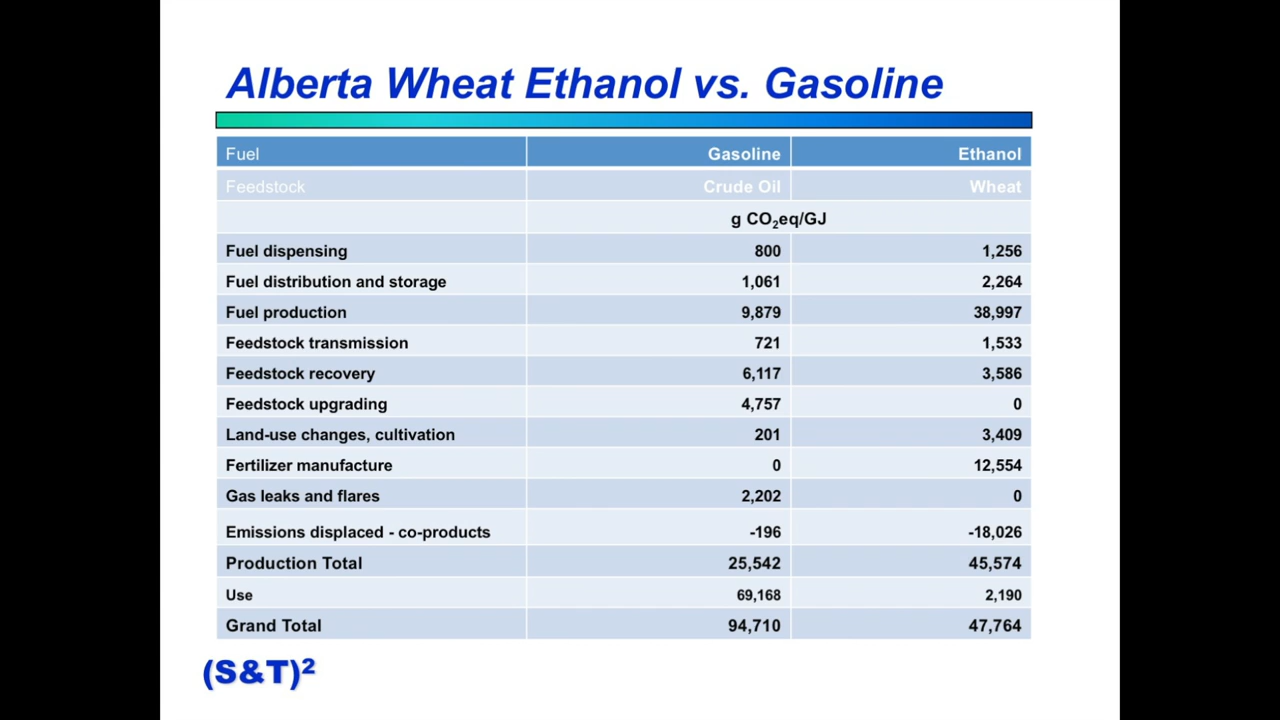 Alberta Wheat Ethanol vs. Gasoline
Fuel Gasoline Ethanol
Feedstock Crude Oil Wheat
g CO₂eq/GJ
Fuel dispensing 800 1,256
Fuel distribution and storage 1,061 2,264
Fuel production 9,879 38,997
Feedstock transmission 721 1,533
Feedstock recovery 6,117 3,586
Feedstock upgrading 4,757 0
Land-use changes, cultivation 201 3,409
Fertilizer manufacture 0 12,554
Gas leaks and flares 2,202 0
Emissions displaced - co-products -196 -18,026
Production Total 25,542 45,574
Use 69,168 2,190
Grand Total 94,710 47,764
(S&T)²